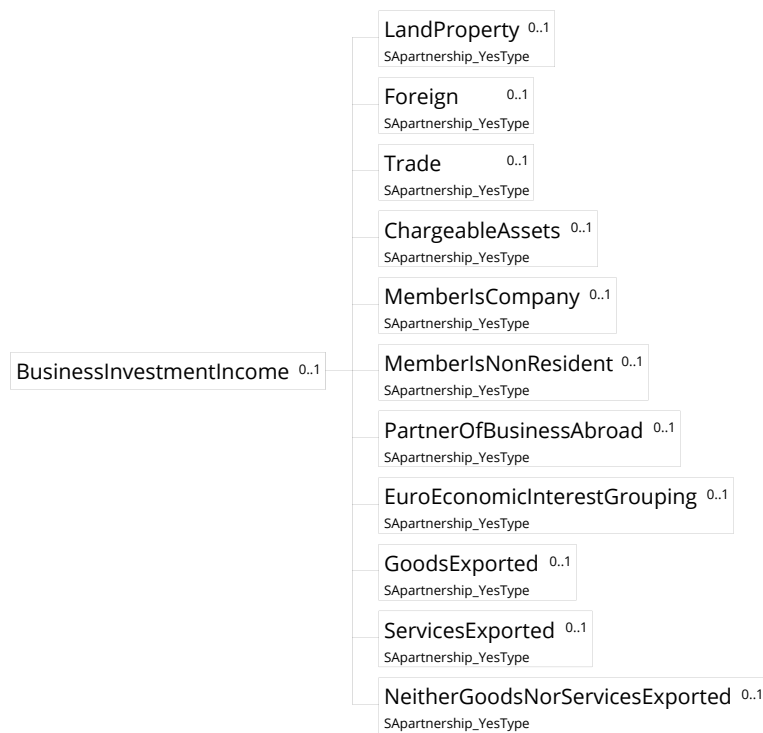 LandProperty 0..1
SApartnership_YesType
Foreign 0..1
SApartnership_YesType
Trade 0..1
SApartnership_YesType
ChargeableAssets 0..1
SApartnership_YesType
MemberIsCompany 0..1
SApartnership_YesType
BusinessInvestmentIncome 0..1
MemberIsNonResident 0..1
SApartnership_YesType
PartnerOfBusinessAbroad 0..1
SApartnership_YesType
EuroEconomicInterestGrouping 0..1
SApartnership_YesType
GoodsExported 0..1
SApartnership_YesType
ServicesExported 0..1
SApartnership_YesType
NeitherGoodsNorServicesExported 0..1
SApartnership_YesType